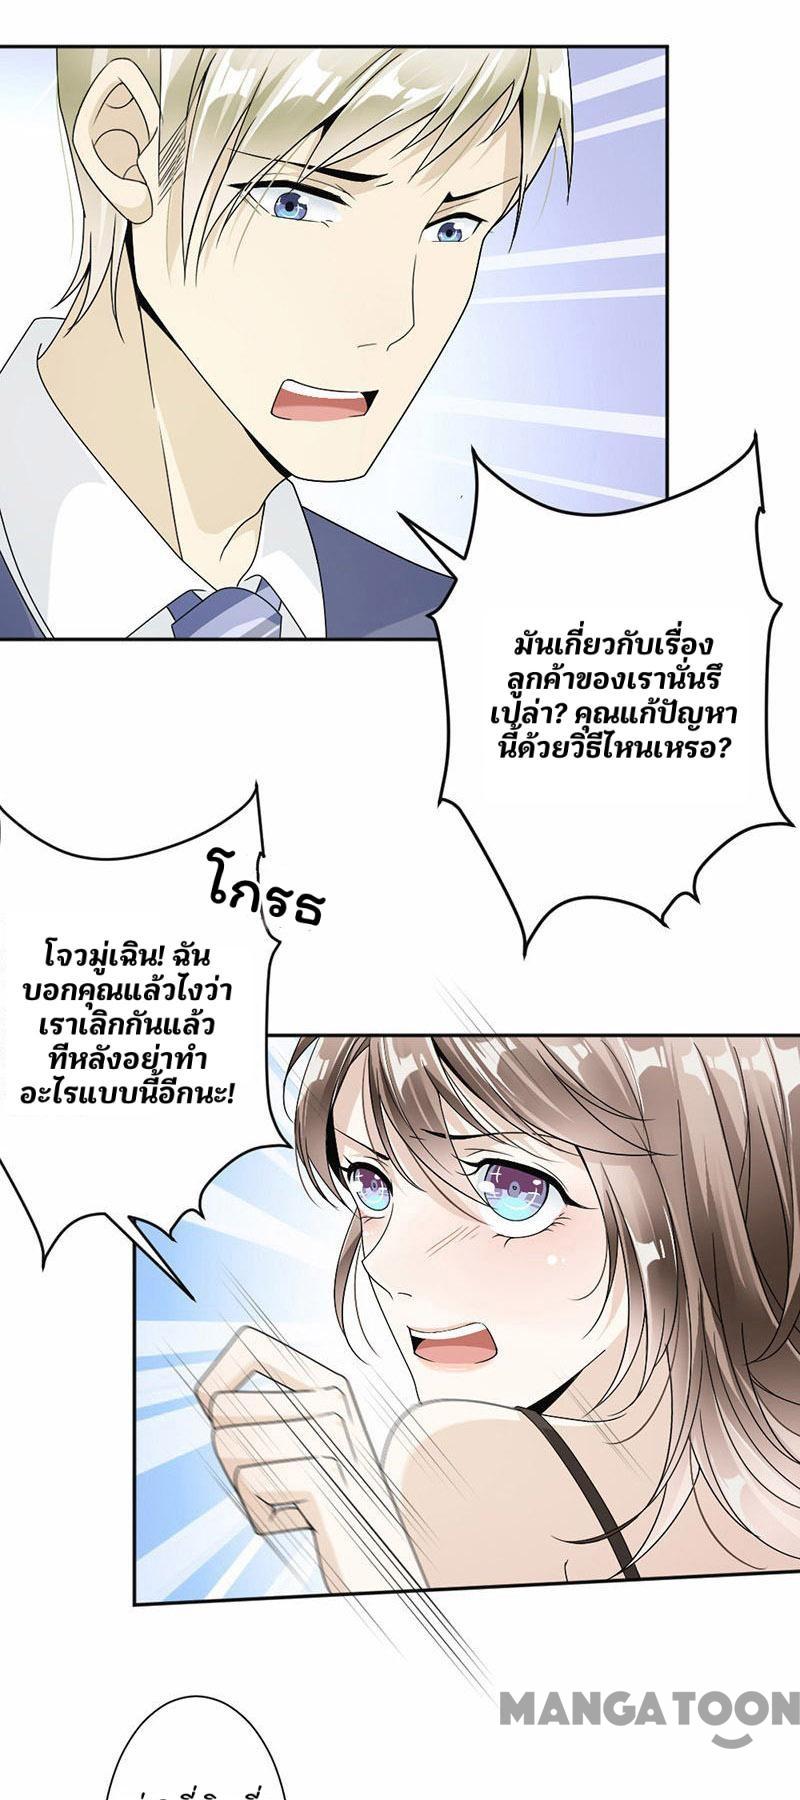 มันเกี่ยวกับเรื่อง
ลูกค้าของเรานั่นรึ
เปล่า? คุณแก้ปัญหา
นี้ด้วยวิธีไหนเหรอ?
โกรธ
โจวมู่เฉิน! ฉัน
บอกคุณแล้วไงว่า
เราเลิกกันแล้ว
ทีหลังอย่าทำ
อะไรแบบนี้อีกนะ!
MANGATOON